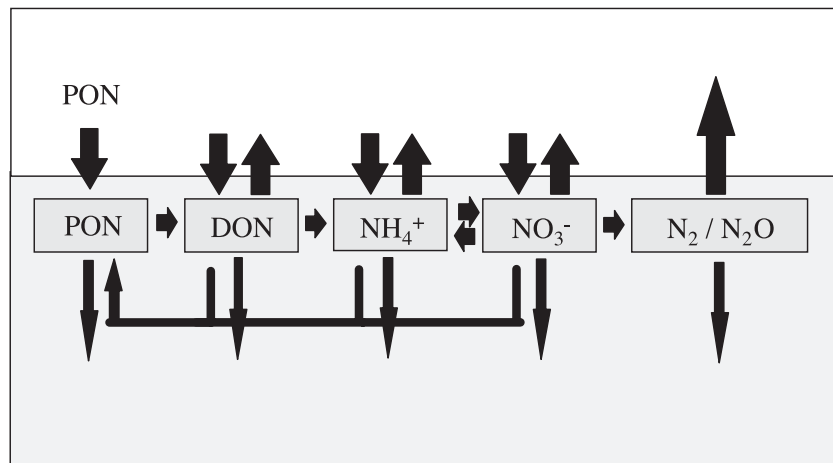 PON
PON
DON
NH₄⁺
NO₃⁻
N₂ / N₂O